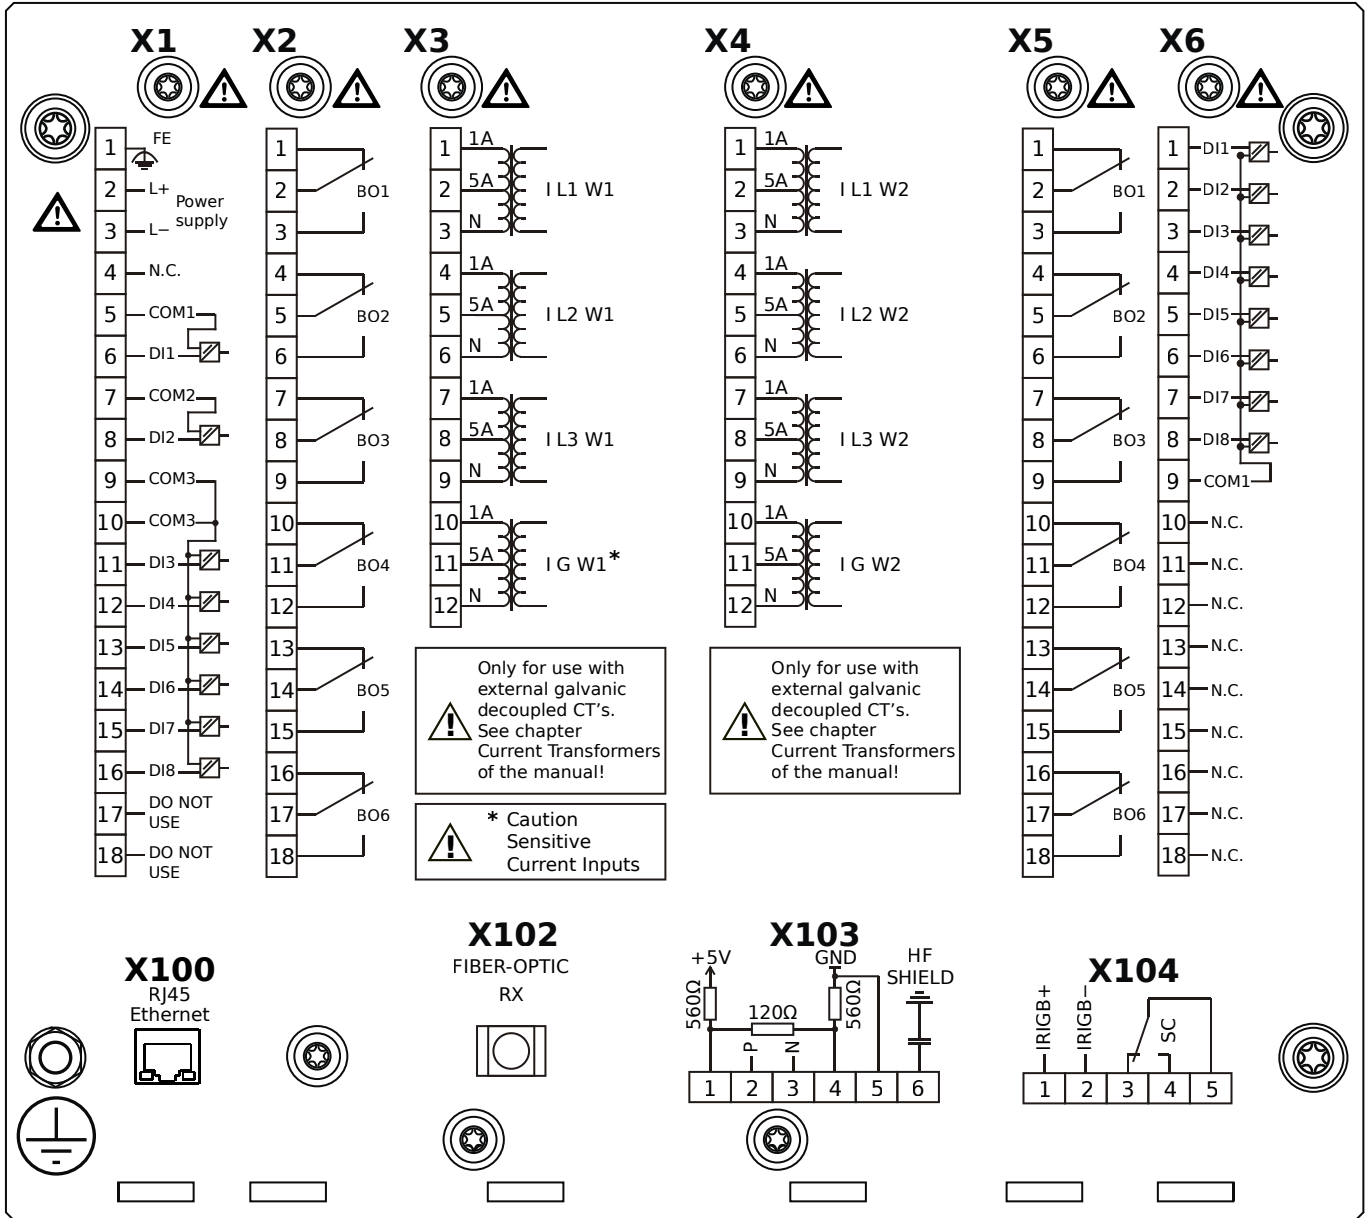 X1
X2
X3
X4
X5
X6
1
FE
2
L+
Power
supply
3
L−
4
N.C.
5
COM1
6
DI1
7
COM2
8
DI2
9
COM3
10
COM3
11
DI3
12
DI4
13
DI5
14
DI6
15
DI7
16
DI8
17
DO NOT
USE
18
DO NOT
USE
1
2
BO1
3
4
5
BO2
6
7
8
BO3
9
10
11
BO4
12
13
14
BO5
15
16
17
BO6
18
1
1A
2
5A
I L1 W1
3
N
4
1A
5
5A
I L2 W1
6
N
7
1A
8
5A
I L3 W1
9
N
10
1A
11
5A
I G W1*
12
N
Only for use with
external galvanic
decoupled CT's.
See chapter
Current Transformers
of the manual!
* Caution
Sensitive
Current Inputs
1
1A
2
5A
I L1 W2
3
N
4
1A
5
5A
I L2 W2
6
N
7
1A
8
5A
I L3 W2
9
N
10
1A
11
5A
I G W2
12
N
Only for use with
external galvanic
decoupled CT's.
See chapter
Current Transformers
of the manual!
1
2
BO1
3
4
5
BO2
6
7
8
BO3
9
10
11
BO4
12
13
14
BO5
15
16
17
BO6
18
1
DI1
2
DI2
3
DI3
4
DI4
5
DI5
6
DI6
7
DI7
8
DI8
9
COM1
10
N.C.
11
N.C.
12
N.C.
13
N.C.
14
N.C.
15
N.C.
16
N.C.
17
N.C.
18
N.C.
X100
RJ45
Ethernet
X102
FIBER-OPTIC
RX
X103
+5V
GND
HF
SHIELD
560Ω
120Ω
560Ω
P
N
1 2 3 4 5 6
X104
IRIGB+
IRIGB−
SC
1 2 3 4 5